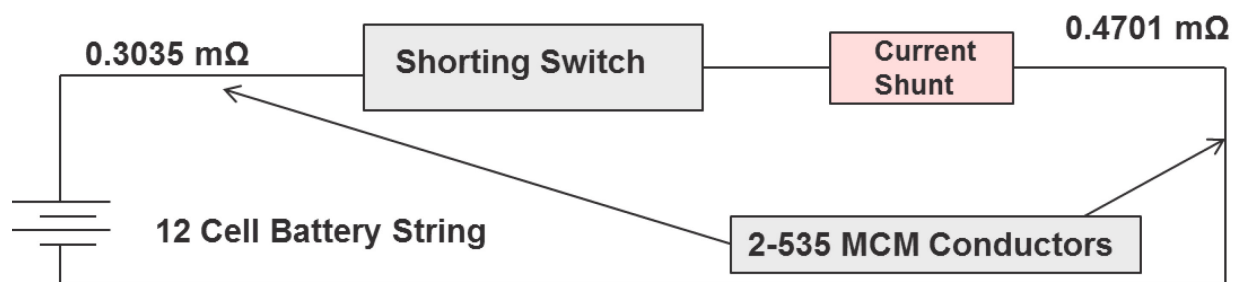 0.3035 mΩ
Shorting Switch
Current
Shunt
0.4701 mΩ
12 Cell Battery String
2-535 MCM Conductors